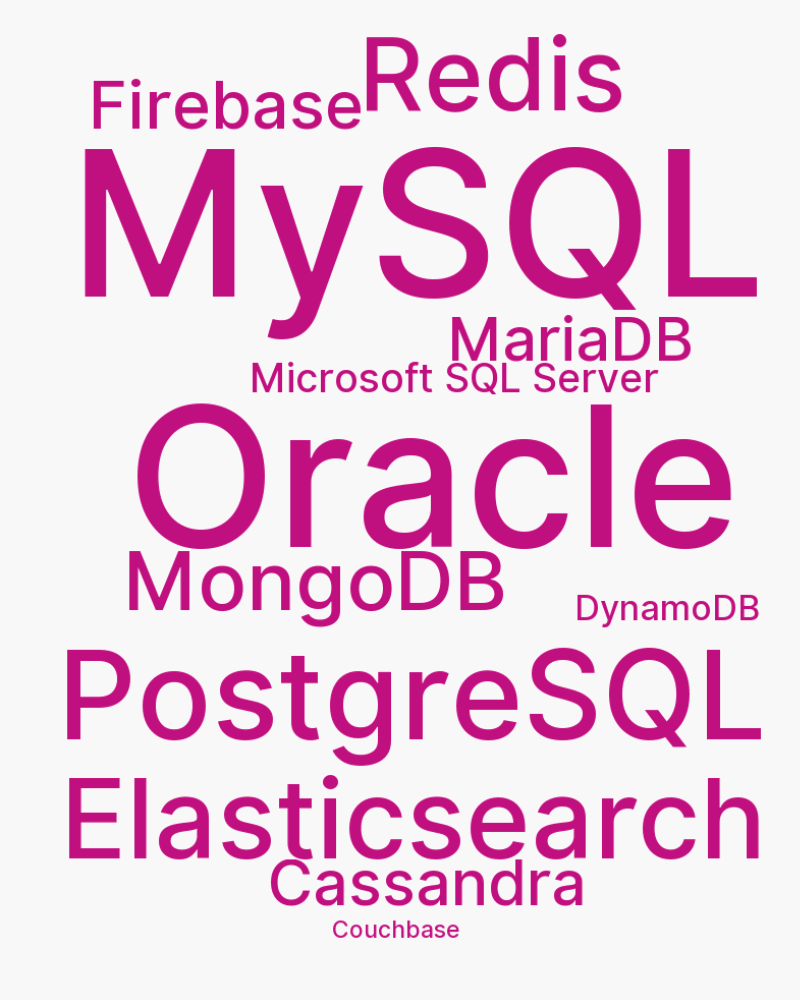 Redis
Firebase
MySQL
MariaDB
Microsoft SQL Server
Oracle
MongoDB
DynamoDB
PostgreSQL
Elasticsearch
Cassandra
Couchbase